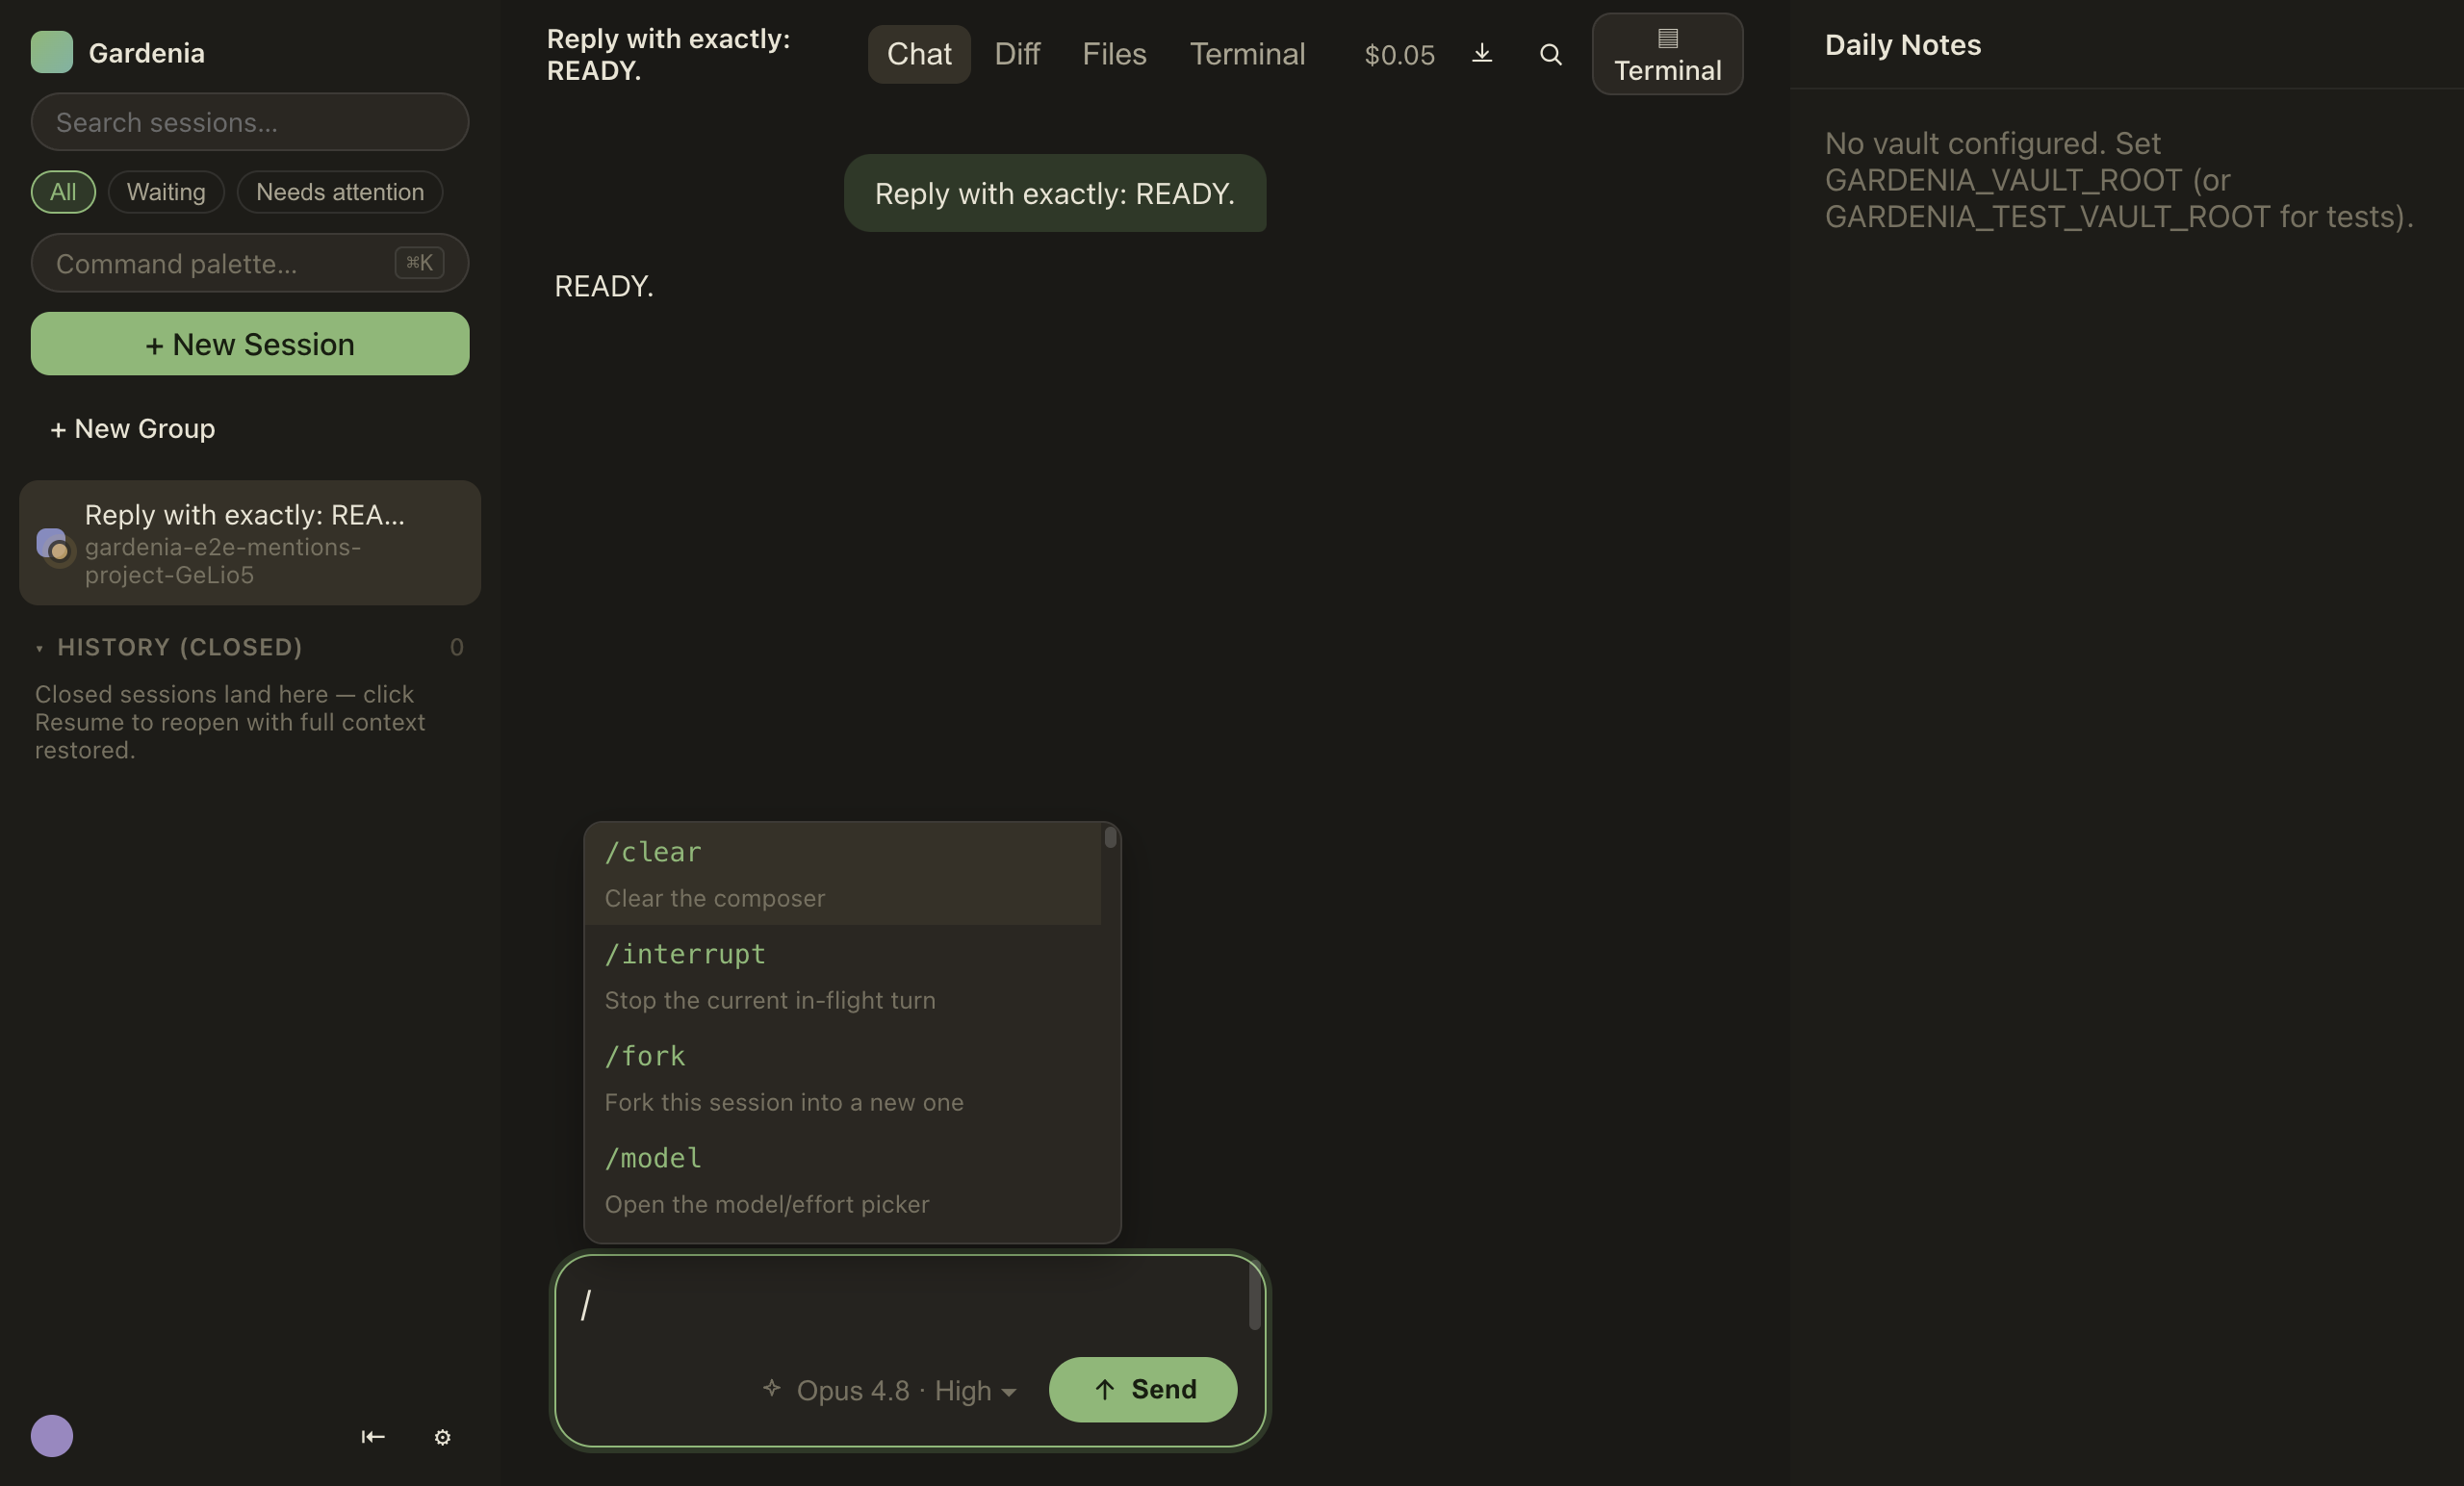 Gardenia
Search sessions...
All
Waiting
Needs attention
Command palette...
⌘K
+ New Session
+ New Group
Reply with exactly: REA...
gardenia-e2e-mentions-
project-GeLio5
HISTORY (CLOSED)
0
Closed sessions land here — click
Resume to reopen with full context
restored.
Reply with exactly:
READY.
Chat
Diff
Files
Terminal
$0.05
Terminal
Reply with exactly: READY.
READY.
/clear
Clear the composer
/interrupt
Stop the current in-flight turn
/fork
Fork this session into a new one
/model
Open the model/effort picker
/
Opus 4.8 · High
Send
Daily Notes
No vault configured. Set
GARDENIA_VAULT_ROOT (or
GARDENIA_TEST_VAULT_ROOT for tests).